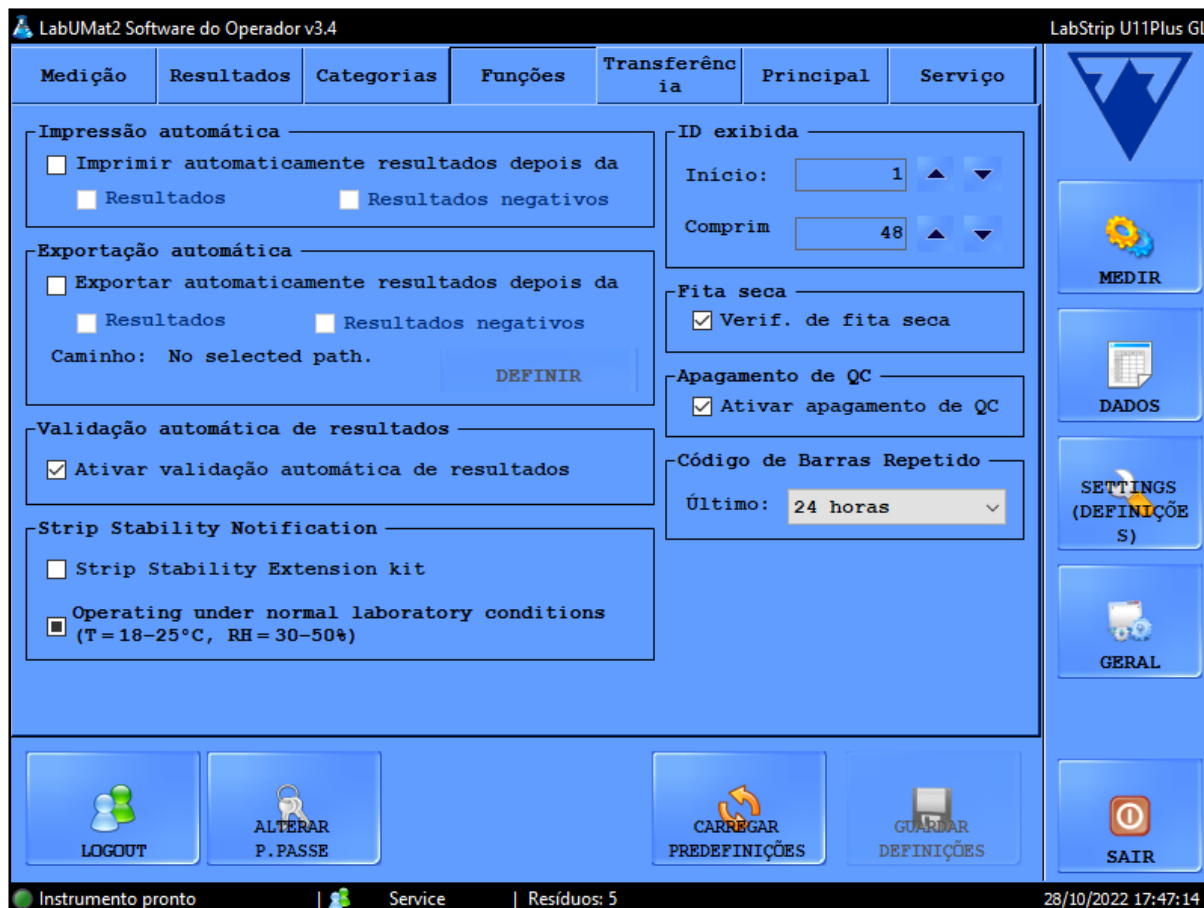 LabUMat2 Software do Operador v3.4
LabStrip U11Plus GL
Medição
Resultados
Categorias
Funções
Transferênc
ia
Principal
Serviço
Impressão automática
Imprimir automaticamente resultados depois da
Resultados
Resultados negativos
Exportação automática
Exportar automaticamente resultados depois da
Resultados
Resultados negativos
Caminho: No selected path.
DEFINIR
Validação automática de resultados
Ativar validação automática de resultados
Strip Stability Notification
Strip Stability Extension kit
Operating under normal laboratory conditions
(T = 18-25°C, RH = 30-50%)
ID exibida
Início: 1
Comprim 48
Fita seca
Verif. de fita seca
Apagamento de QC
Ativar apagamento de QC
Código de Barras Repetido
Último: 24 horas
MEDIR
DADOS
SETTINGS
(DEFINIÇÕE
S)
GERAL
SAIR
LOGOUT
ALTERAR
P.PASSE
CARREGAR
PREDEFINIÇÕES
GUARDAR
DEFINIÇÕES
Instrumento pronto | Service | Resíduos: 5
28/10/2022 17:47:14